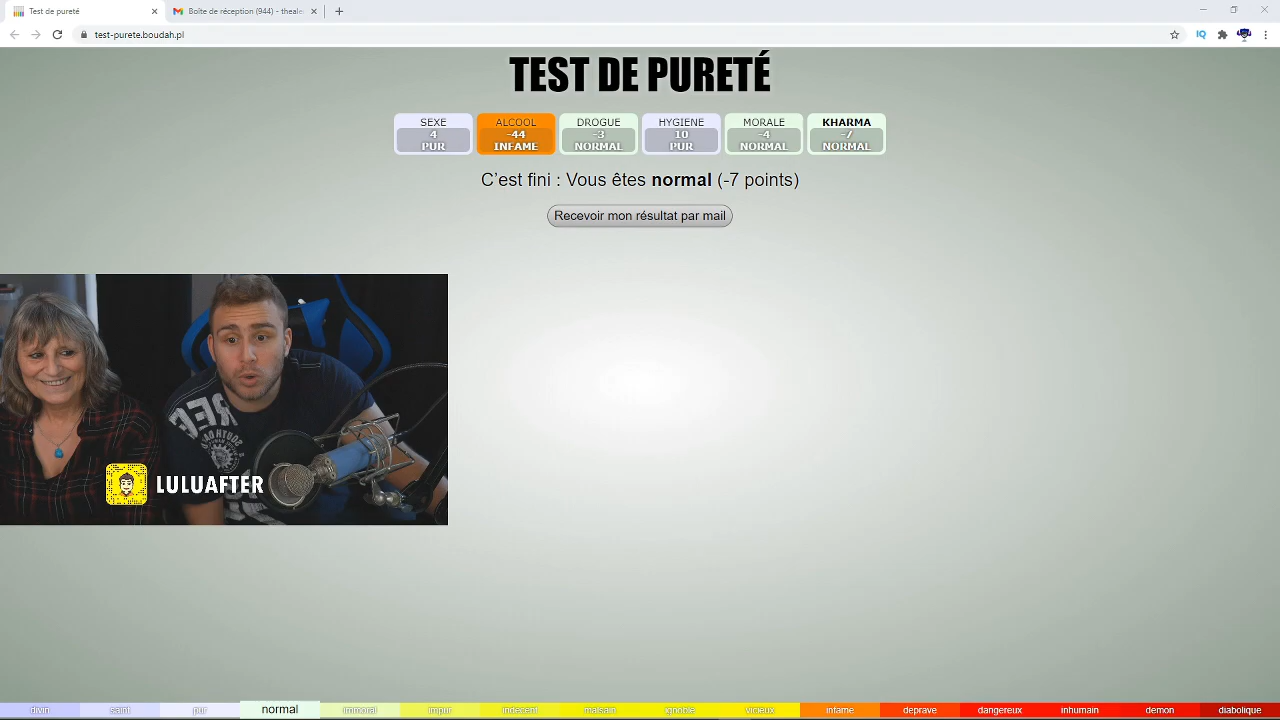 Test de pureté
Boîte de réception (944) - theale
test-purete.boudah.pl
IQ
TEST DE PURETÉ
SEXE
4
PUR
ALCOOL
-44
INFAME
DROGUE
-3
NORMAL
HYGIENE
10
PUR
MORALE
-4
NORMAL
KHARMA
-7
NORMAL
C'est fini : Vous êtes normal (-7 points)
Recevoir mon résultat par mail
LULUAFTER
divin saint pur normal immoral impur indecent malsain ignoble vicieux infame deprave dangereux inhumain demon diabolique